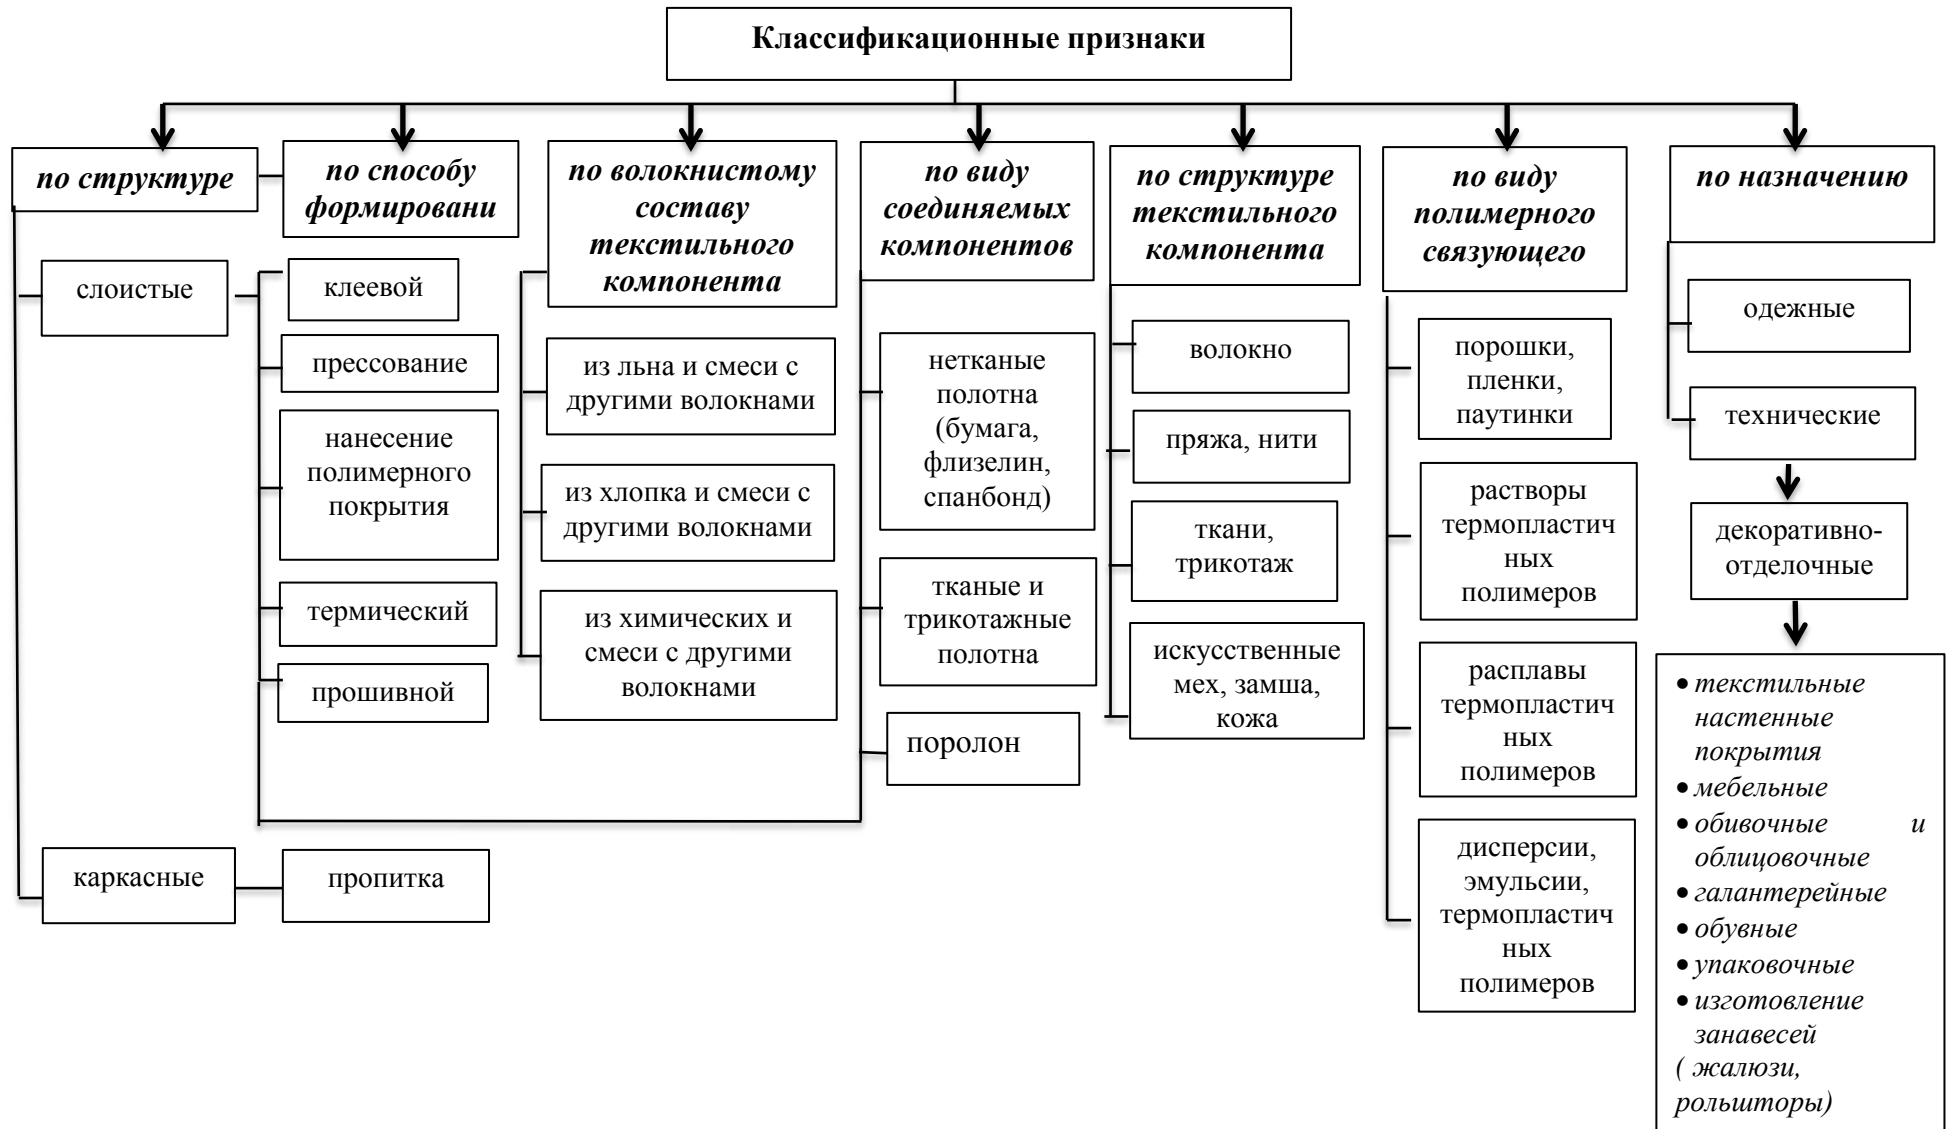 Классификационные признаки
по структуре
по способу
формировани
по волокнистому
составу
текстильного
компонента
по виду
соединяемых
компонентов
по структуре
текстильного
компонента
по виду
полимерного
связующего
по назначению
слоистые
клеевой
прессование
нанесение
полимерного
покрытия
термический
прошивной
каркасные
пропитка
из льна и смеси с
другими волокнами
из хлопка и смеси с
другими волокнами
из химических и
смеси с другими
волокнами
нетканые
полотна
(бумага,
флизелин,
спанбонд)
тканые и
трикотажные
полотна
поролон
волокно
пряжа, нити
ткани,
трикотаж
искусственные
мех, замша,
кожа
порошки,
пленки,
паутинки
растворы
термопластич
ных
полимеров
расплавы
термопластич
ных
полимеров
дисперсии,
эмульсии,
термопластич
ных
полимеров
одежные
технические
декоративно-
отделочные
• текстильные
настенные
покрытия
• мебельные
• обивочные и
облицовочные
• галантерейные
• обувные
• упаковочные
• изготовление
занавесей
( жалюзи,
рольшторы)